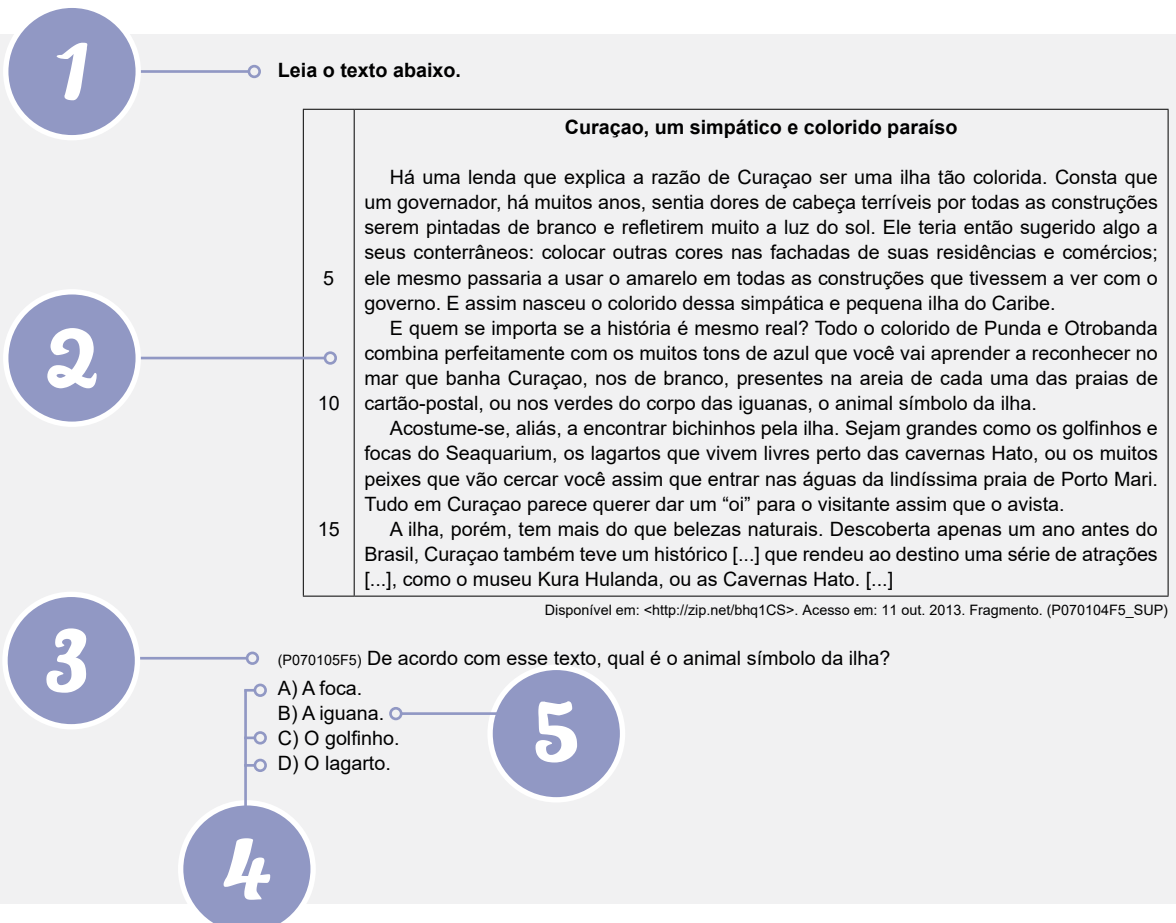 1
Leia o texto abaixo.
Curaçao, um simpático e colorido paraíso
Há uma lenda que explica a razão de Curaçao ser uma ilha tão colorida. Consta que
um governador, há muitos anos, sentia dores de cabeça terríveis por todas as construções
serem pintadas de branco e refletirem muito a luz do sol. Ele teria então sugerido algo a
seus conterrâneos: colocar outras cores nas fachadas de suas residências e comércios;
5 ele mesmo passaria a usar o amarelo em todas as construções que tivessem a ver com o
governo. E assim nasceu o colorido dessa simpática e pequena ilha do Caribe.
E quem se importa se a história é mesmo real? Todo o colorido de Punda e Otrobanda
2
combina perfeitamente com os muitos tons de azul que você vai aprender a reconhecer no
mar que banha Curaçao, nos de branco, presentes na areia de cada uma das praias de
10 cartão-postal, ou nos verdes do corpo das iguanas, o animal símbolo da ilha.
Acostume-se, aliás, a encontrar bichinhos pela ilha. Sejam grandes como os golfinhos e
focas do Seaquarium, os lagartos que vivem livres perto das cavernas Hato, ou os muitos
peixes que vão cercar você assim que entrar nas águas da lindíssima praia de Porto Mari.
Tudo em Curaçao parece querer dar um “oi” para o visitante assim que o avista.
15 A ilha, porém, tem mais do que belezas naturais. Descoberta apenas um ano antes do
Brasil, Curaçao também teve um histórico [...] que rendeu ao destino uma série de atrações
[...], como o museu Kura Hulanda, ou as Cavernas Hato. [...]
Disponível em: <http://zip.net/bhq1CS>. Acesso em: 11 out. 2013. Fragmento. (P070104F5_SUP)
3
(P070105F5) De acordo com esse texto, qual é o animal símbolo da ilha?
A) A foca.
B) A iguana.
5
C) O golfinho.
D) O lagarto.
4